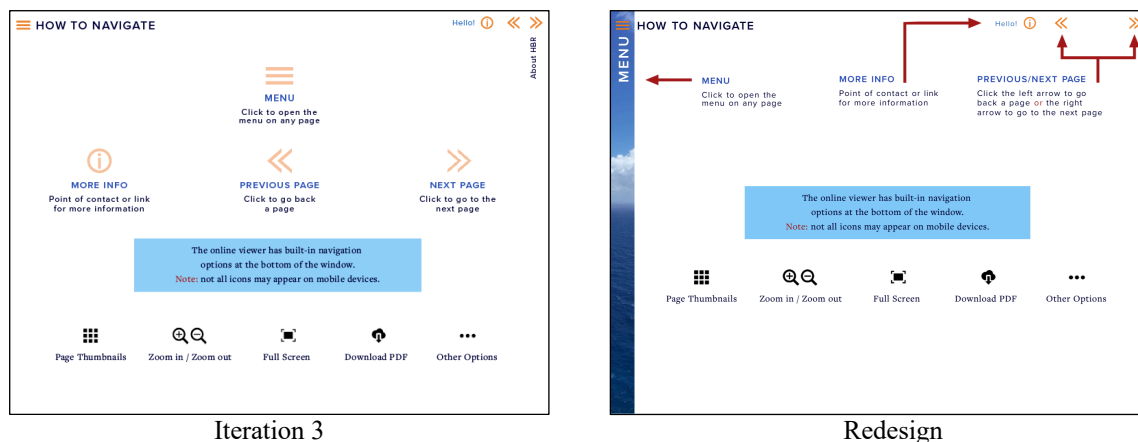 HOW TO NAVIGATE
Hello!
About HBR
MENU
Click to open the
menu on any page
MORE INFO
Point of contact or link
for more information
PREVIOUS PAGE
Click to go back
a page
NEXT PAGE
Click to go to the
next page
The online viewer has built-in navigation
options at the bottom of the window.
Note: not all icons may appear on mobile devices.
Page Thumbnails
Zoom in / Zoom out
Full Screen
Download PDF
Other Options
Iteration 3
HOW TO NAVIGATE
Hello!
MENU
MENU
Click to open the
menu on any page
MORE INFO
Point of contact or link
for more information
PREVIOUS/NEXT PAGE
Click the left arrow to go
back a page or the right
arrow to go to the next page
The online viewer has built-in navigation
options at the bottom of the window.
Note: not all icons may appear on mobile devices.
Page Thumbnails
Zoom in / Zoom out
Full Screen
Download PDF
Other Options
Redesign